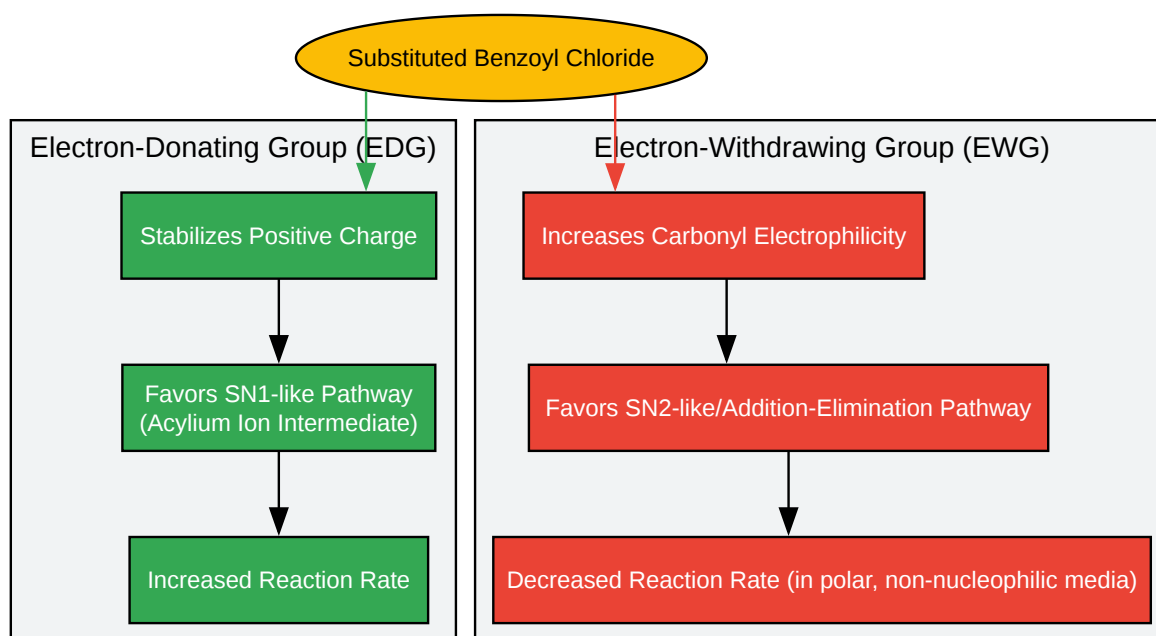 Substituted Benzoyl Chloride
Electron-Donating Group (EDG)
Stabilizes Positive Charge
Favors SN1-like Pathway
(Acylium Ion Intermediate)
Increased Reaction Rate
Electron-Withdrawing Group (EWG)
Increases Carbonyl Electrophilicity
Favors SN2-like/Addition-Elimination Pathway
Decreased Reaction Rate (in polar, non-nucleophilic media)